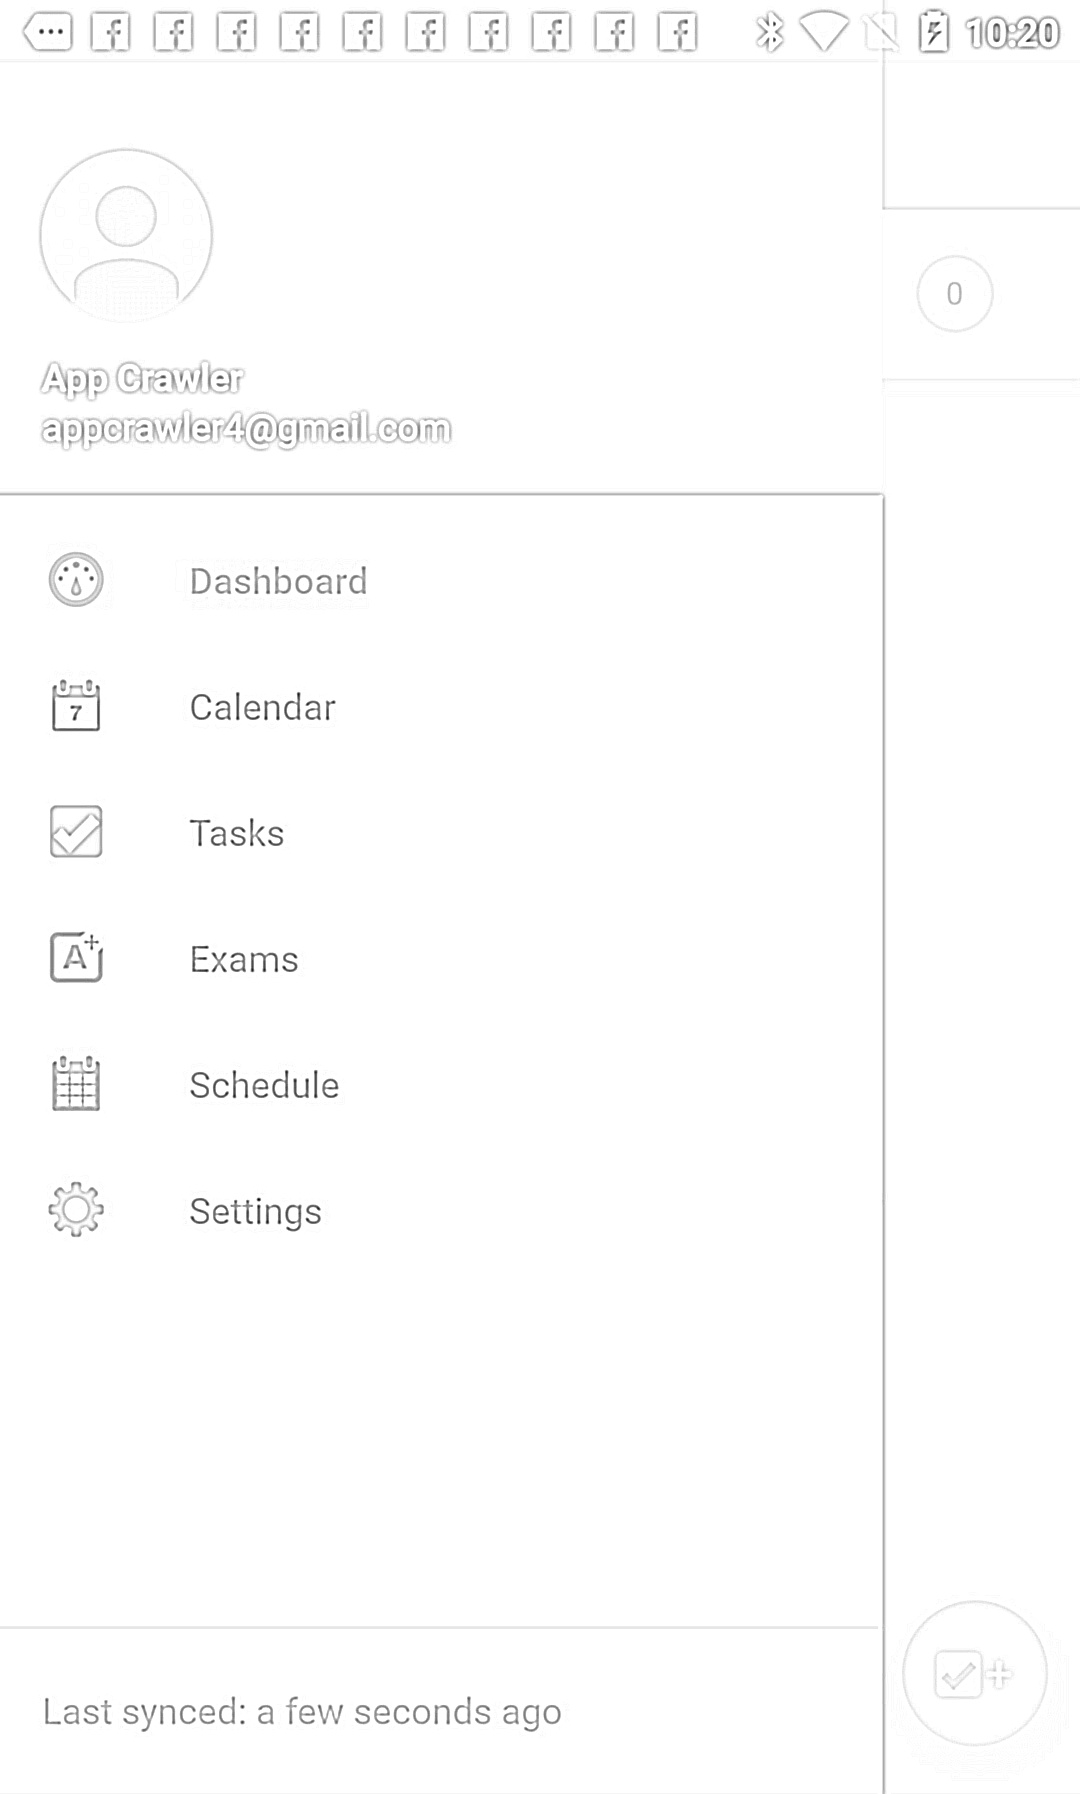 10:20
0
App Crawler
appcrawler4@gmail.com
Dashboard
7
Calendar
Tasks
A+
Exams
Schedule
Settings
Last synced: a few seconds ago